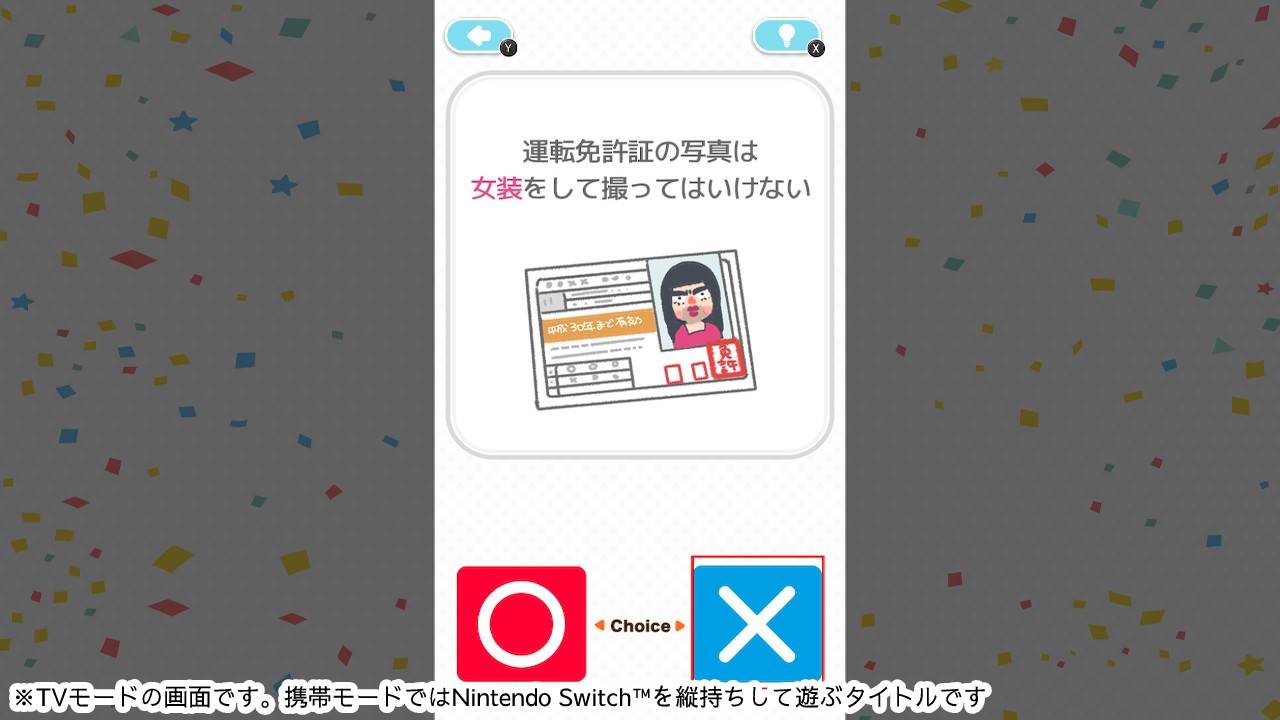 Y
X
運転免許証の写真は
女装をして撮ってはいけない
平成30年まで有効
免許
Choice
※TVモードの画面です。携帯モードではNintendo Switch™を縦持ちして遊ぶタイトルです